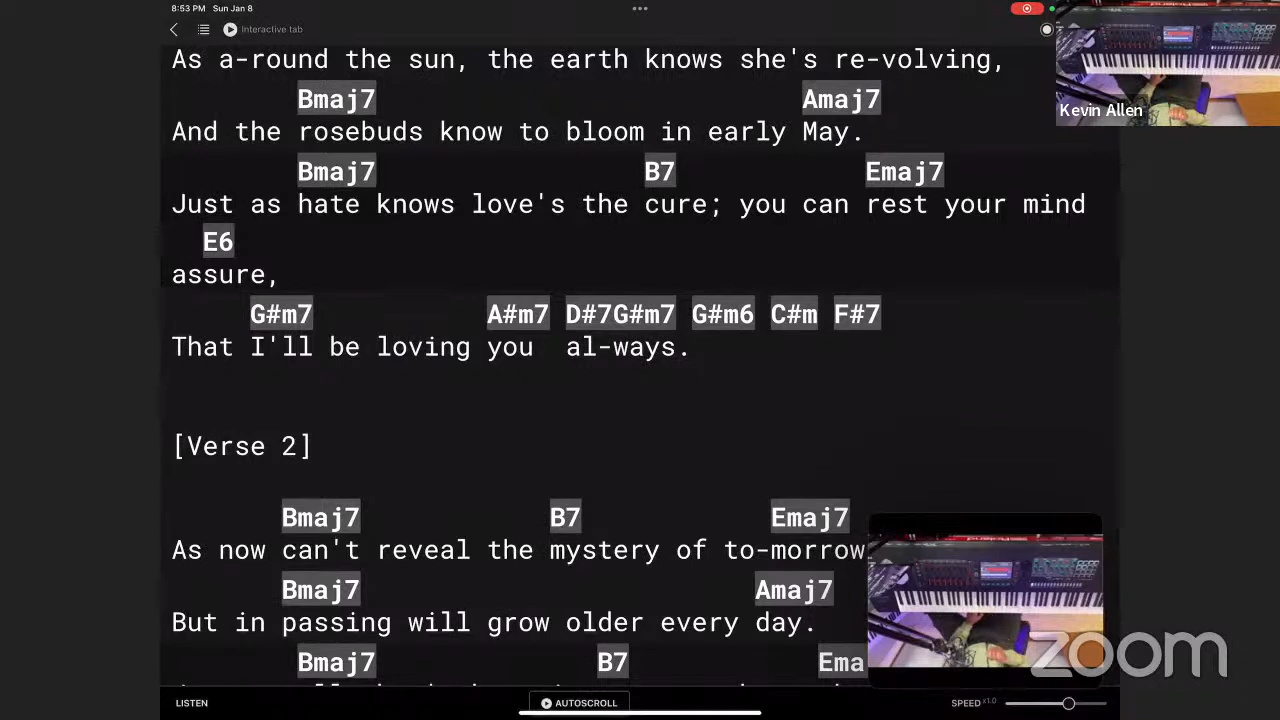 8:53 PM Sun Jan 8
Interactive tab
As a-round the sun, the earth knows she's re-volving,
Bmaj7 Amaj7
And the rosebuds know to bloom in early May.
Bmaj7 B7 Emaj7
Just as hate knows love's the cure; you can rest your mind
E6
assure,
G#m7 A#m7 D#7G#m7 G#m6 C#m F#7
That I'll be loving you al-ways.
[Verse 2]
Bmaj7 B7 Emaj7
As now can't reveal the mystery of to-morrow
Bmaj7 Amaj7
But in passing will grow older every day.
Bmaj7 B7 Ema
LISTEN
AUTOSCROLL
SPEED x1.0
Kevin Allen
zoom